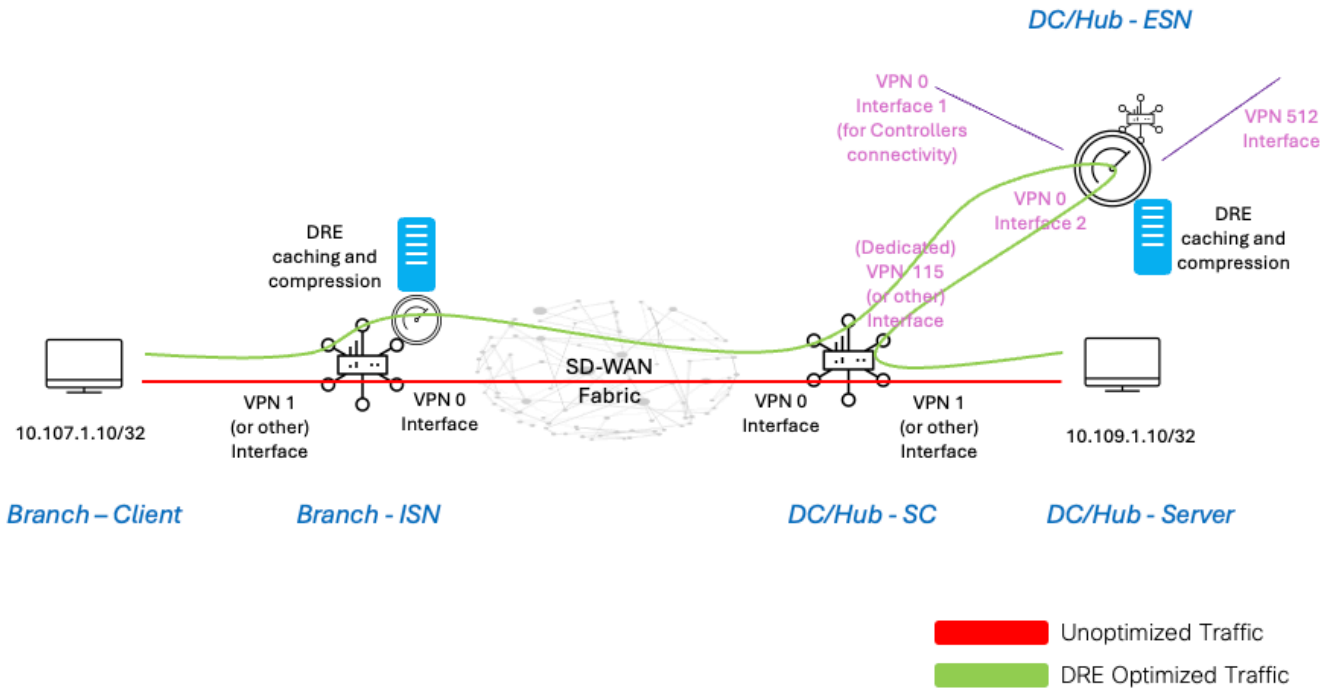 DC/Hub - ESN
VPN 0
Interface 1
(for Controllers
connectivity)
VPN 512
Interface
VPN 0
Interface 2
DRE
caching and
compression
DRE
caching and
compression
(Dedicated)
VPN 115
(or other)
Interface
SD-WAN
Fabric
10.107.1.10/32
VPN 1
(or other)
Interface
VPN 0
Interface
VPN 0
Interface
VPN 1
(or other)
Interface
10.109.1.10/32
Branch – Client
Branch - ISN
DC/Hub - SC
DC/Hub - Server
Unoptimized Traffic
DRE Optimized Traffic